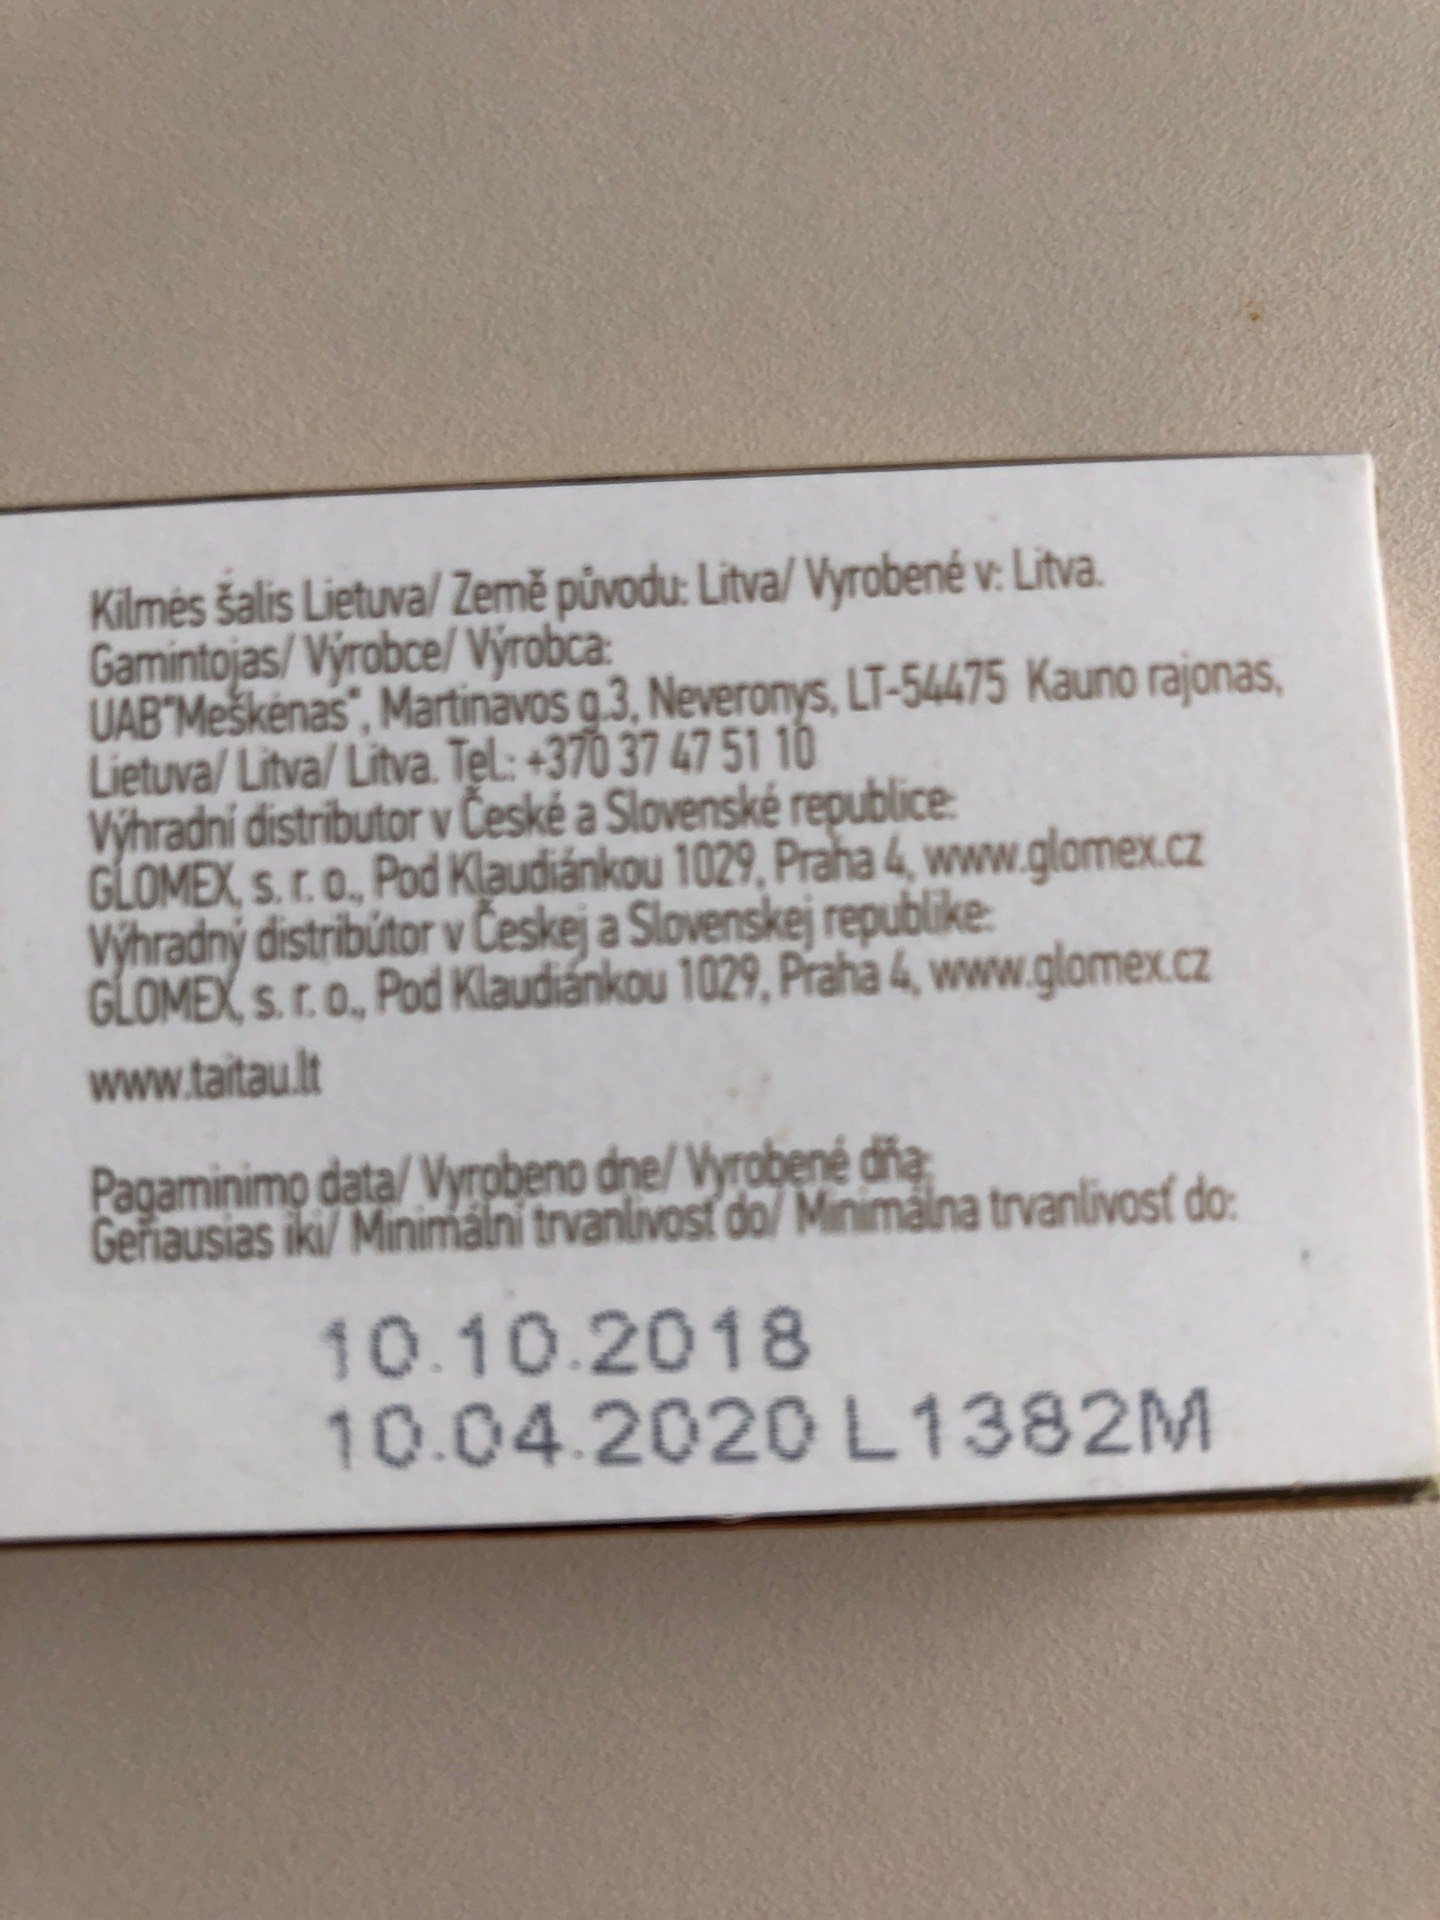 Kilmės šalis Lietuva/ Země původu: Litva/ Vyrobené v: Litva.
Gamintojas/ Výrobce/ Výrobca:
UAB"Meškėnas", Martinavos g.3, Neveronys, LT-54475 Kauno rajonas,
Lietuva/ Litva/ Litva. Tel.: +370 37 47 51 10
Výhradní distributor v České a Slovenské republice:
GLOMEX, s. r. o., Pod Klaudiánkou 1029, Praha 4, www.glomex.cz
Výhradný distribútor v Českej a Slovenskej republike:
GLOMEX, s. r. o., Pod Klaudiánkou 1029, Praha 4, www.glomex.cz
www.taitau.lt
Pagaminimo data/ Vyrobeno dne/ Vyrobené dňa:
Geriausias iki/ Minimální trvanlivosť do/ Minimálna trvanlivosť do:
10.10.2018
10.04.2020 L1382M